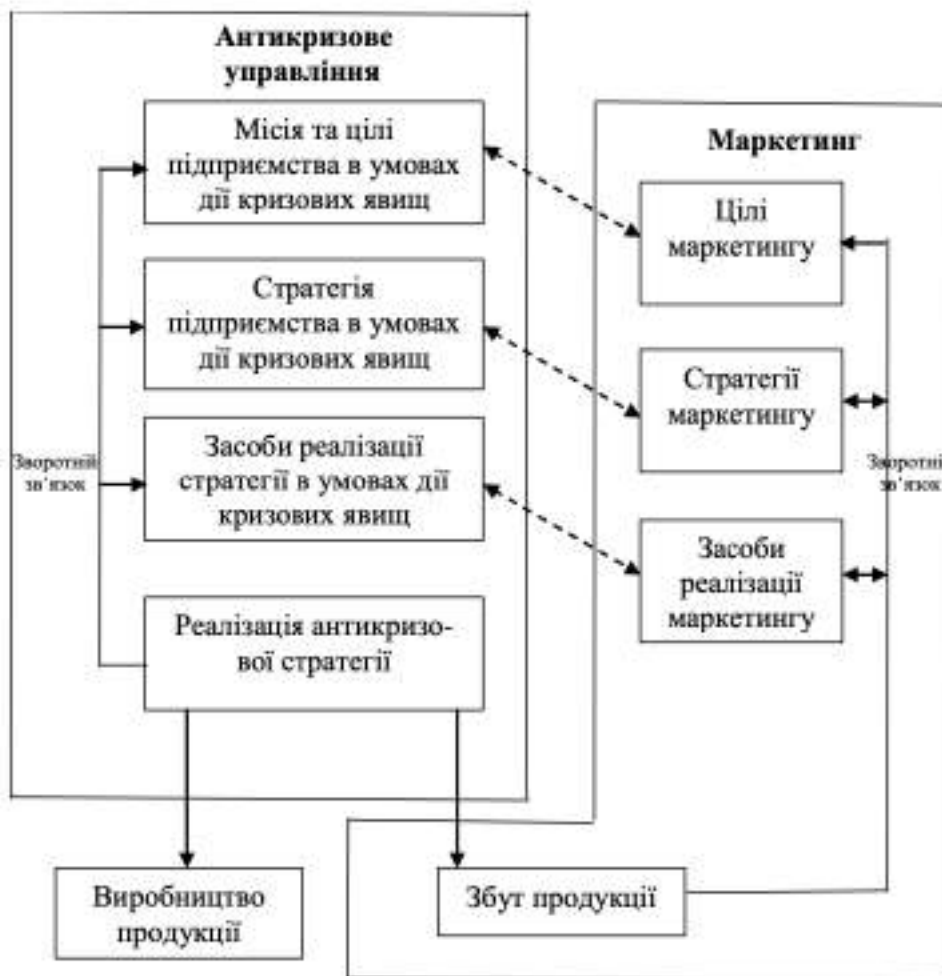 Антикризове
управління
Місія та цілі
підприємства в умовах
дії кризових явищ
Стратегія
підприємства в умовах
дії кризових явищ
Зворотній
зв’язок
Засоби реалізації
стратегії в умовах дії
кризових явищ
Реалізація антикризо-
вої стратегії
Маркетинг
Цілі
маркетингу
Стратегії
маркетингу
Зворотній
зв’язок
Засоби
реалізації
маркетингу
Виробництво
продукції
Збут продукції